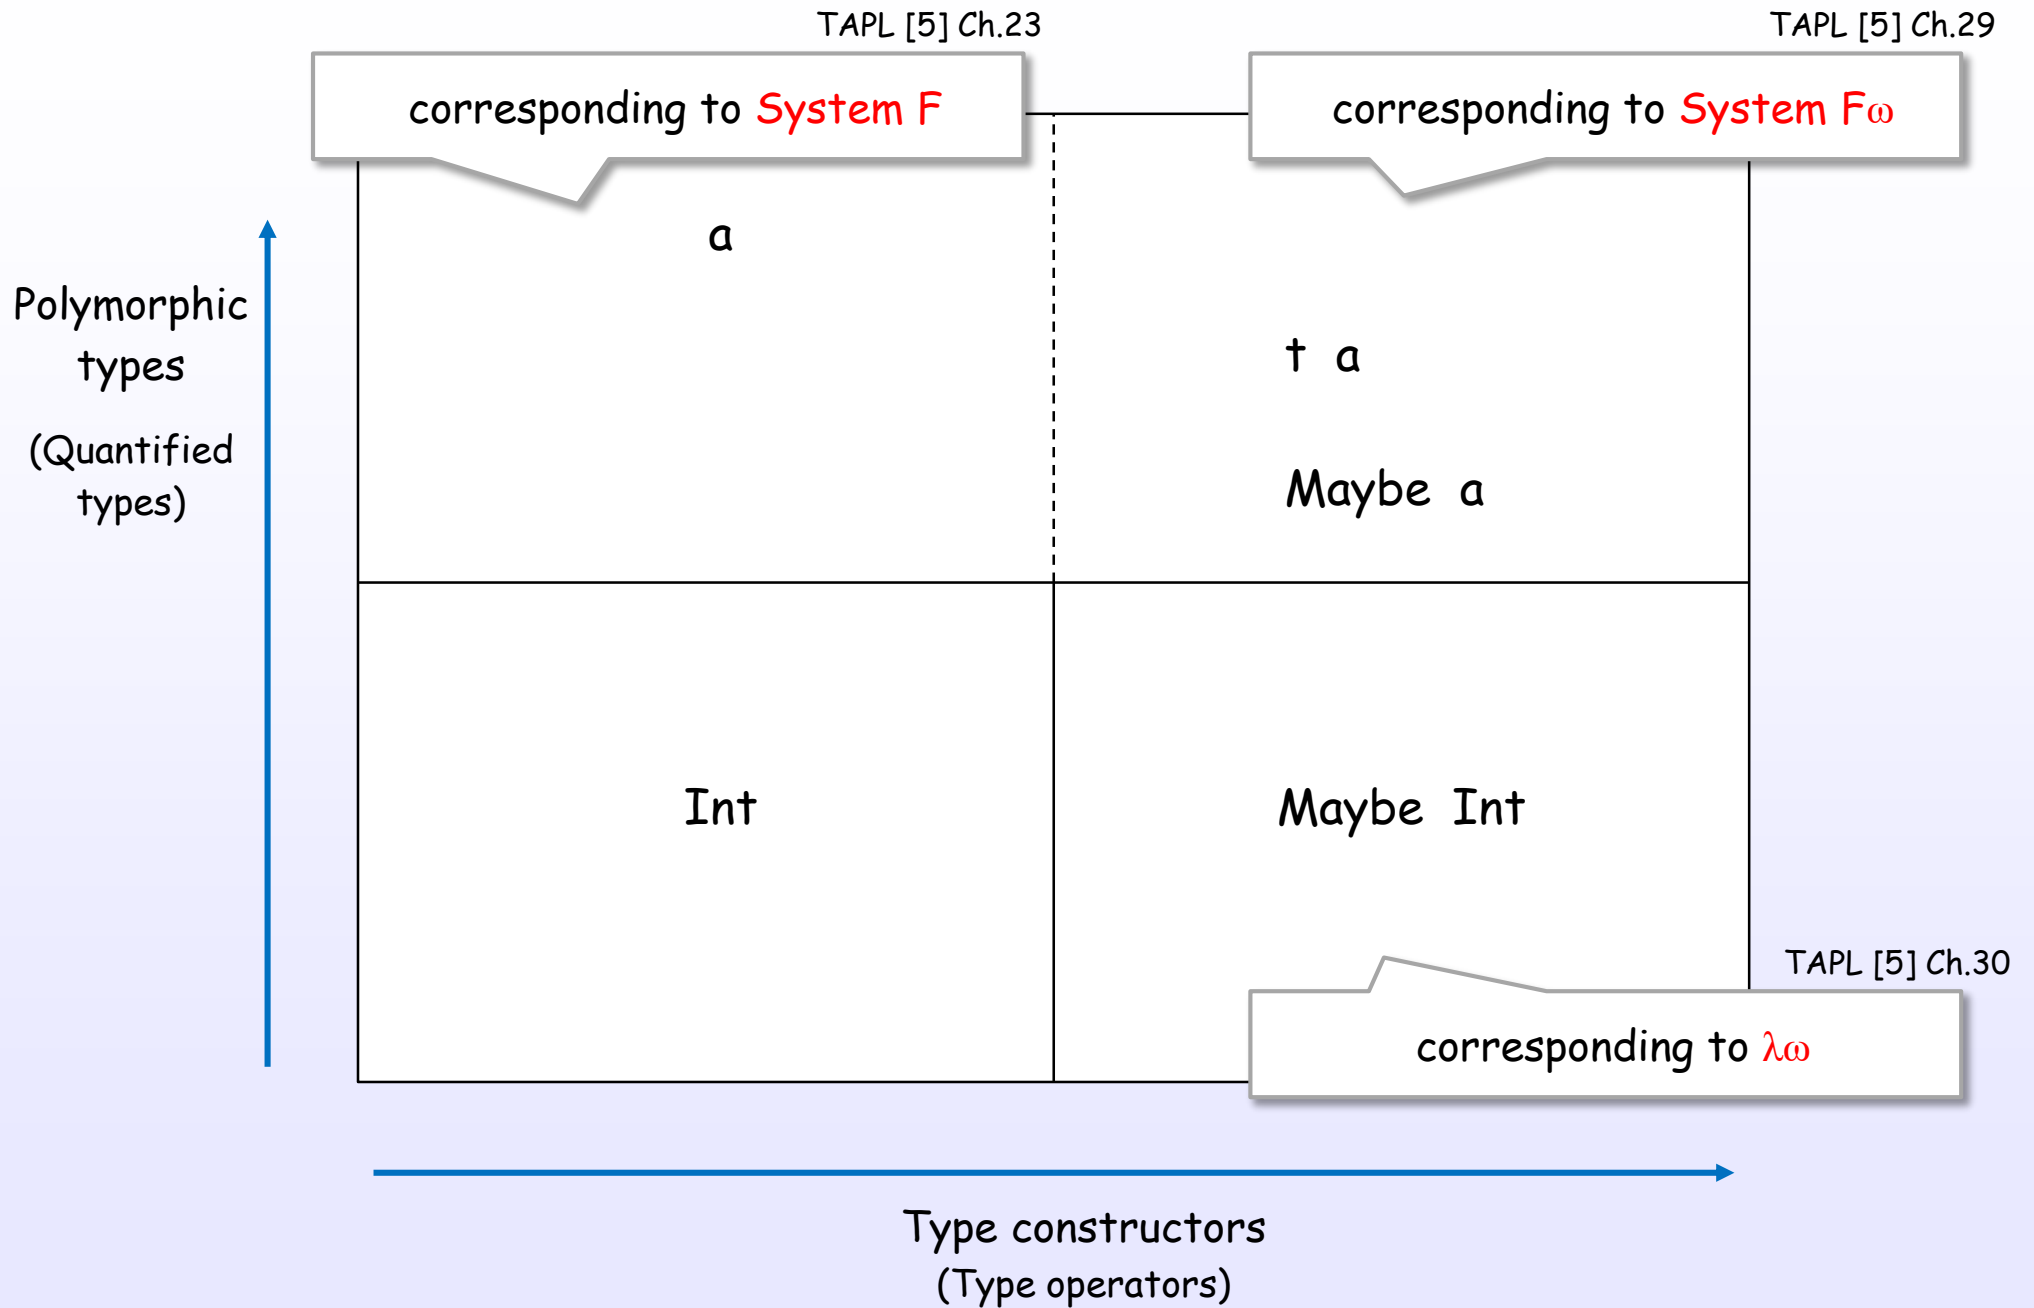 TAPL [5] Ch.23
TAPL [5] Ch.29
corresponding to System F
corresponding to System Fω
a
Polymorphic
types
(Quantified
types)
t a
Maybe a
Int
Maybe Int
TAPL [5] Ch.30
corresponding to λω
Type constructors
(Type operators)